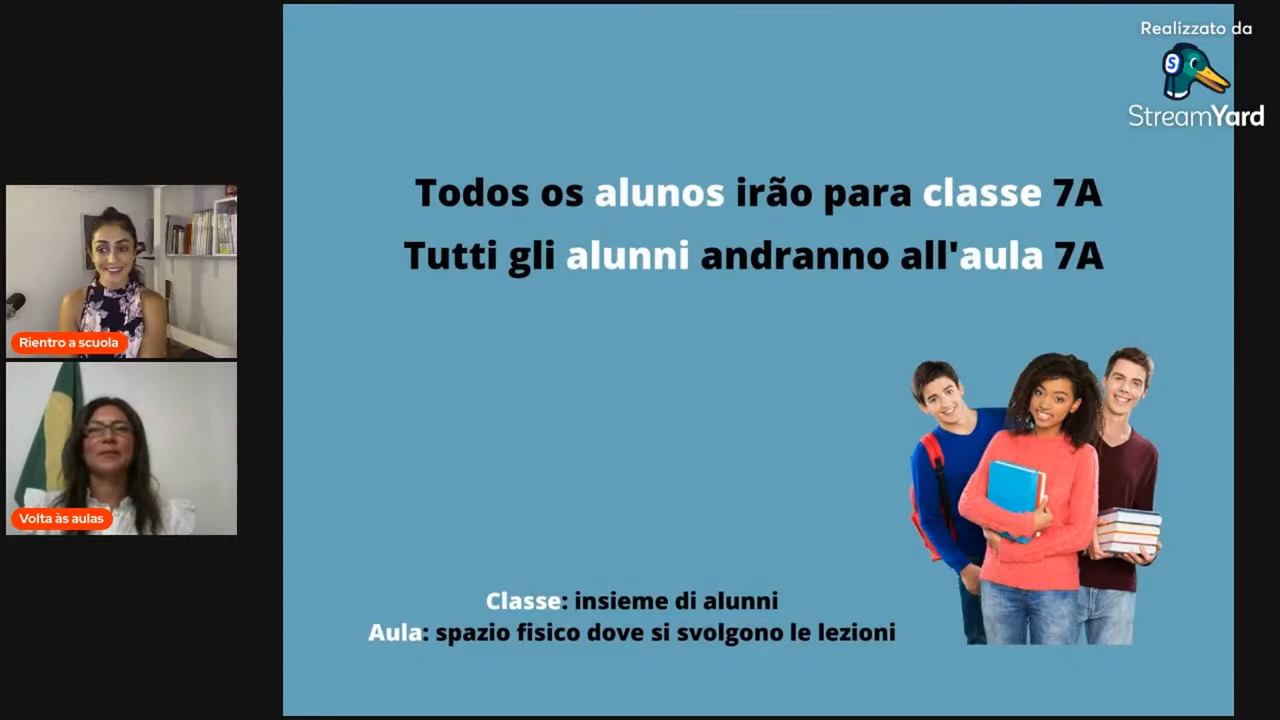 Realizzato da
StreamYard
Todos os alunos irão para classe 7A
Tutti gli alunni andranno all'aula 7A
Rientro a scuola
Volta às aulas
Classe: insieme di alunni
Aula: spazio fisico dove si svolgono le lezioni